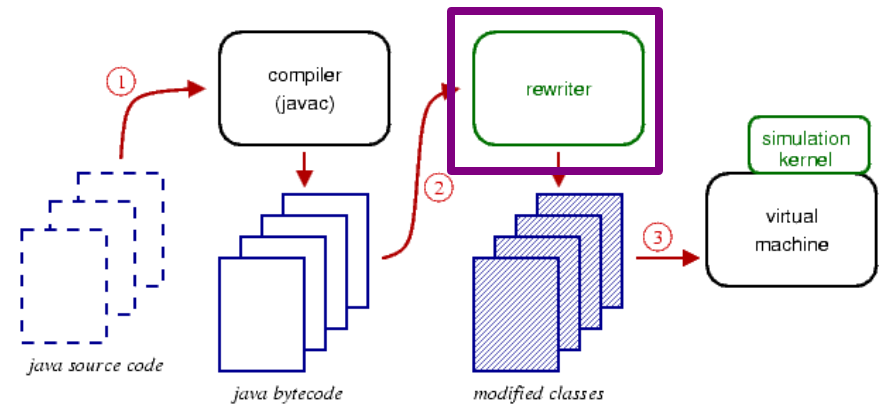 1
compiler
(javac)
rewriter
simulation
kernel
2
3
virtual
machine
java source code
java bytecode
modified classes